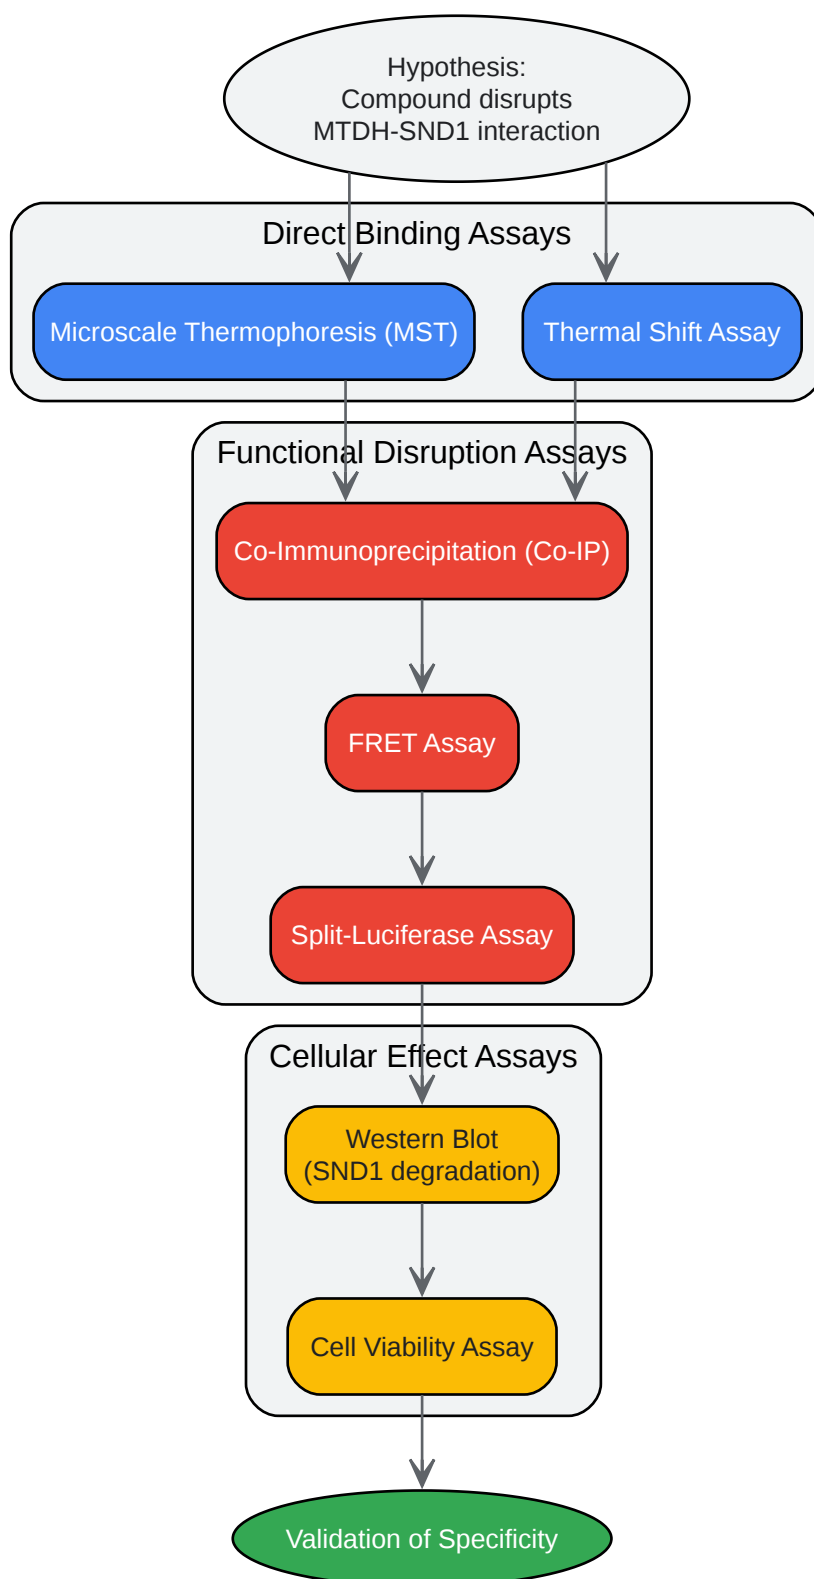 Hypothesis:
Compound disrupts
MTDH-SND1 interaction
Direct Binding Assays
Microscale Thermophoresis (MST)
Thermal Shift Assay
Functional Disruption Assays
Co-Immunoprecipitation (Co-IP)
FRET Assay
Split-Luciferase Assay
Cellular Effect Assays
Western Blot
(SND1 degradation)
Cell Viability Assay
Validation of Specificity